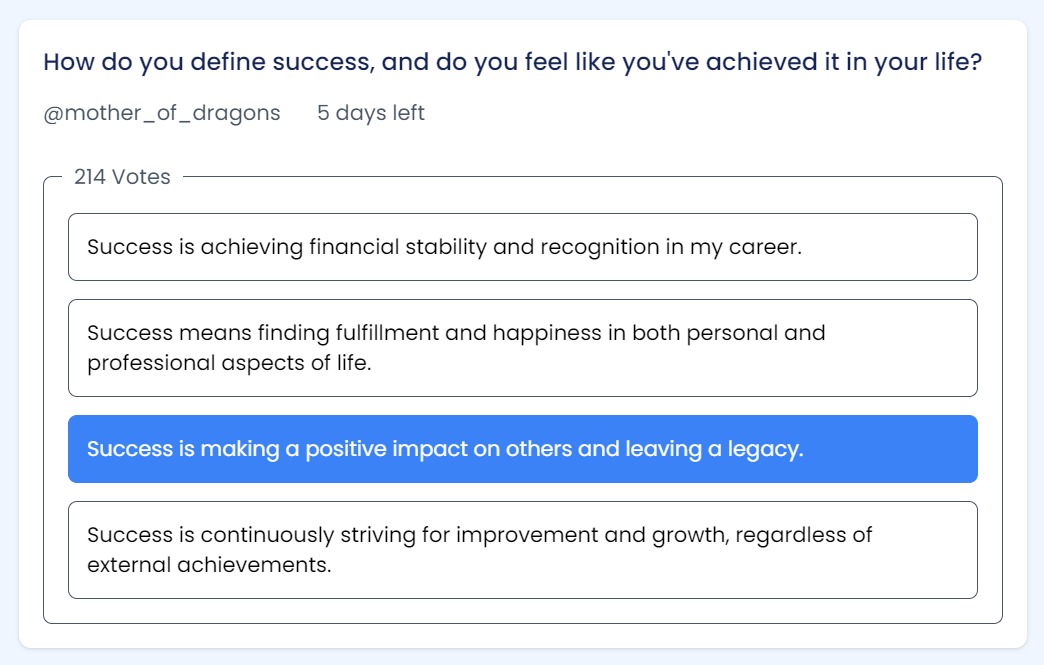 How do you define success, and do you feel like you've achieved it in your life?
@mother_of_dragons 5 days left
214 Votes
Success is achieving financial stability and recognition in my career.
Success means finding fulfillment and happiness in both personal and
professional aspects of life.
Success is making a positive impact on others and leaving a legacy.
Success is continuously striving for improvement and growth, regardless of
external achievements.